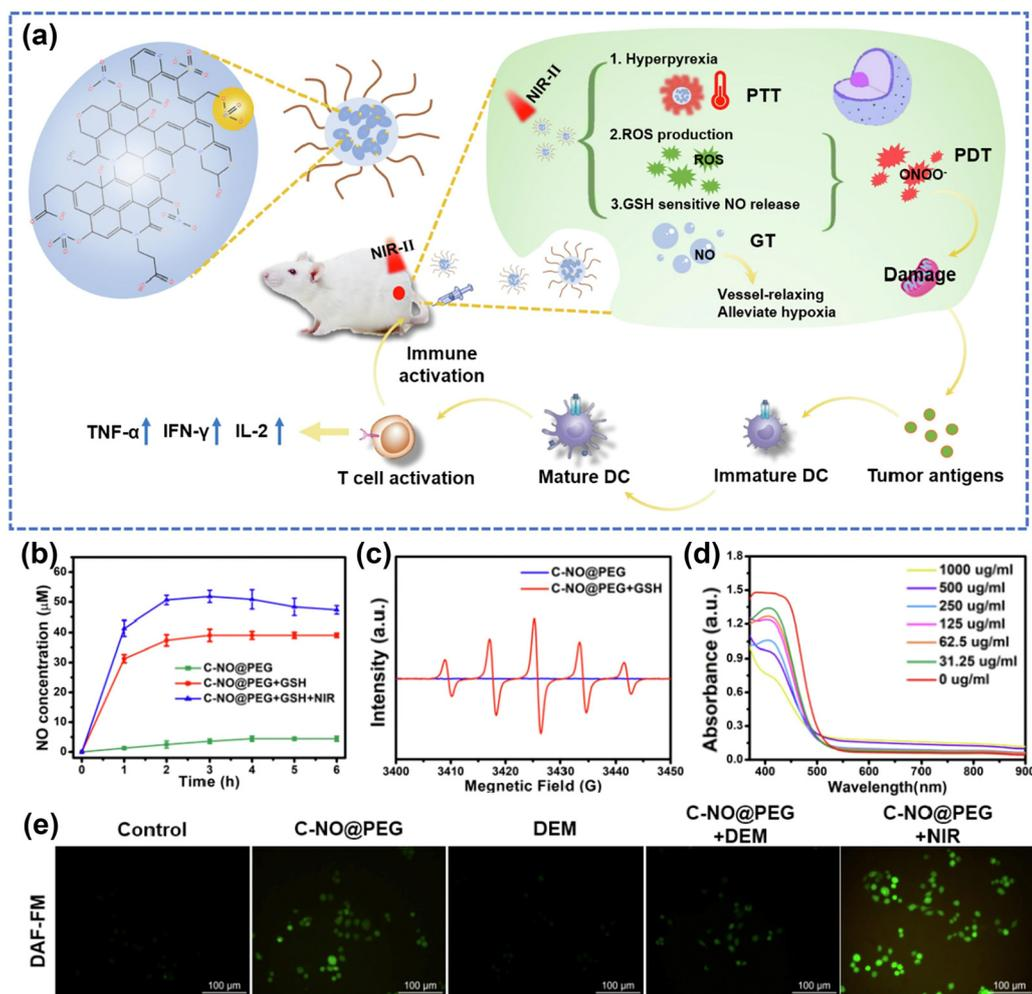 (a)
NIR-II
1. Hyperpyrexia
PTT
2.ROS production
ROS
ONOO-
PDT
3.GSH sensitive NO release
NO
GT
Vessel-relaxing
Alleviate hypoxia
Damage
NIR-II
Immune
activation
TNF-α IFN-γ IL-2
T cell activation
Mature DC
Immature DC
Tumor antigens
(b)
NO concentration (μM)
60
50
40
30
20
10
0
C-NO@PEG
C-NO@PEG+GSH
C-NO@PEG+GSH+NIR
0 1 2 3 4 5 6
Time (h)
(c)
Intensity (a.u.)
C-NO@PEG
C-NO@PEG+GSH
3400 3410 3420 3430 3440 3450
Megnetic Field (G)
(d)
Absorbance (a.u.)
1.8
1.5
1.2
0.9
0.6
0.3
0.0
1000 ug/ml
500 ug/ml
250 ug/ml
125 ug/ml
62.5 ug/ml
31.25 ug/ml
0 ug/ml
400 500 600 700 800 900
Wavelength(nm)
(e)
Control
C-NO@PEG
DEM
C-NO@PEG
+DEM
C-NO@PEG
+NIR
DAF-FM
100 μm
100 μm
100 μm
100 μm
100 μm